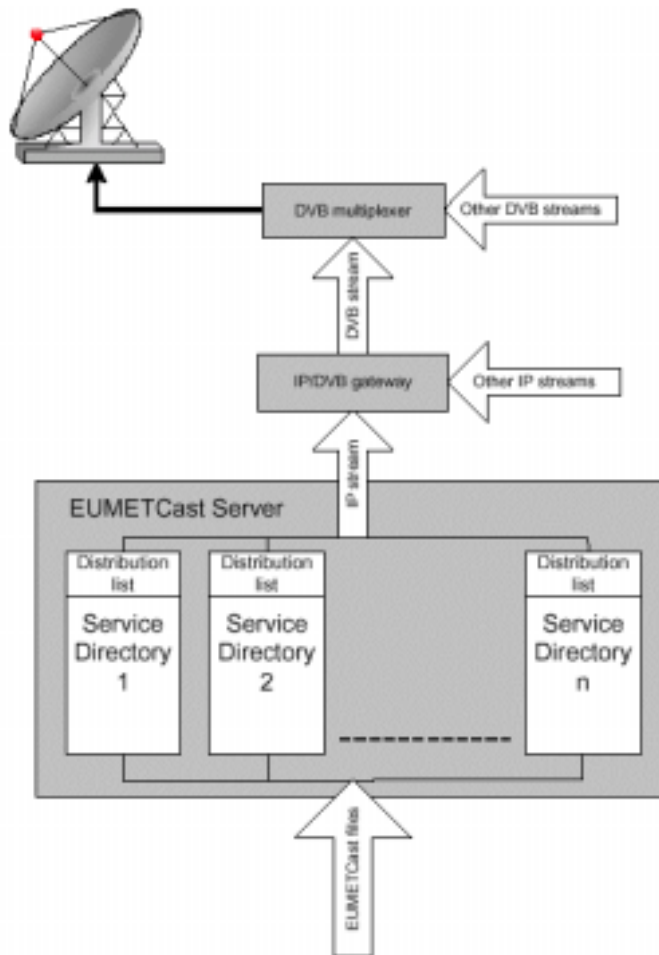 DVB multiplexer
Other DVB streams
DVB stream
IP/DVB gateway
Other IP streams
IP stream
EUMETCast Server
Distribution
list
Service
Directory
1
Distribution
list
Service
Directory
2
Distribution
list
Service
Directory
n
EUMETCast files